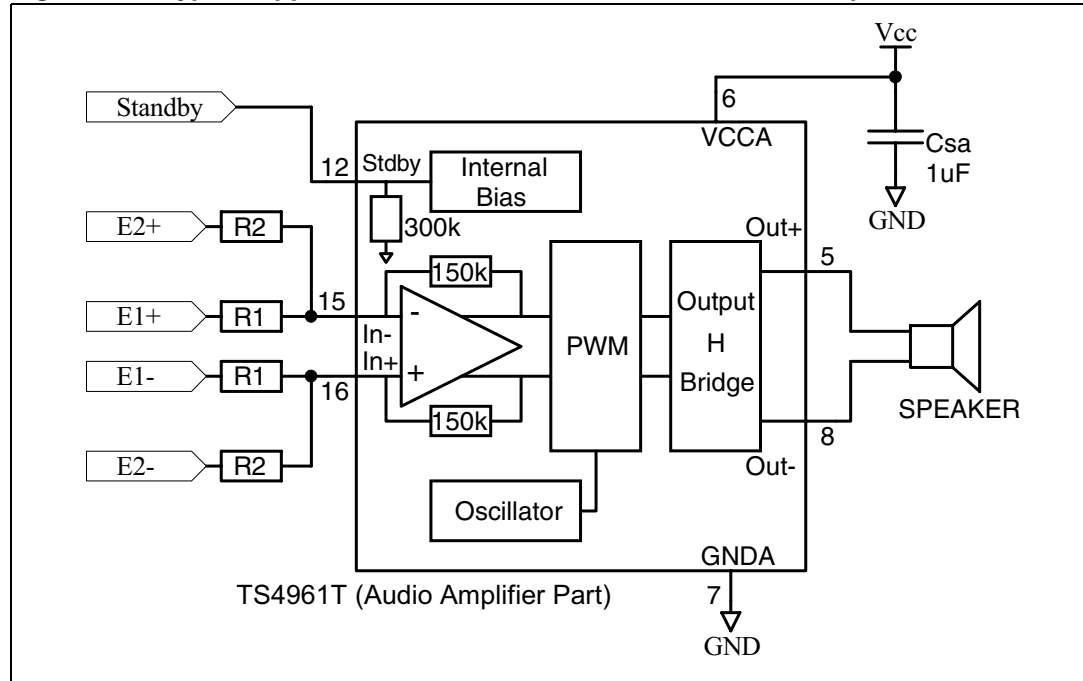 Vcc
6
VCCA
Standby
Csa
1uF
GND
12
Stdby
Internal
Bias
300k
E2+
R2
Out+
5
150k
15
E1+
R1
In-
-
In+
+
E1-
R1
16
150k
PWM
Output
H
Bridge
SPEAKER
8
Out-
E2-
R2
Oscillator
GNDA
7
GND
TS4961T (Audio Amplifier Part)